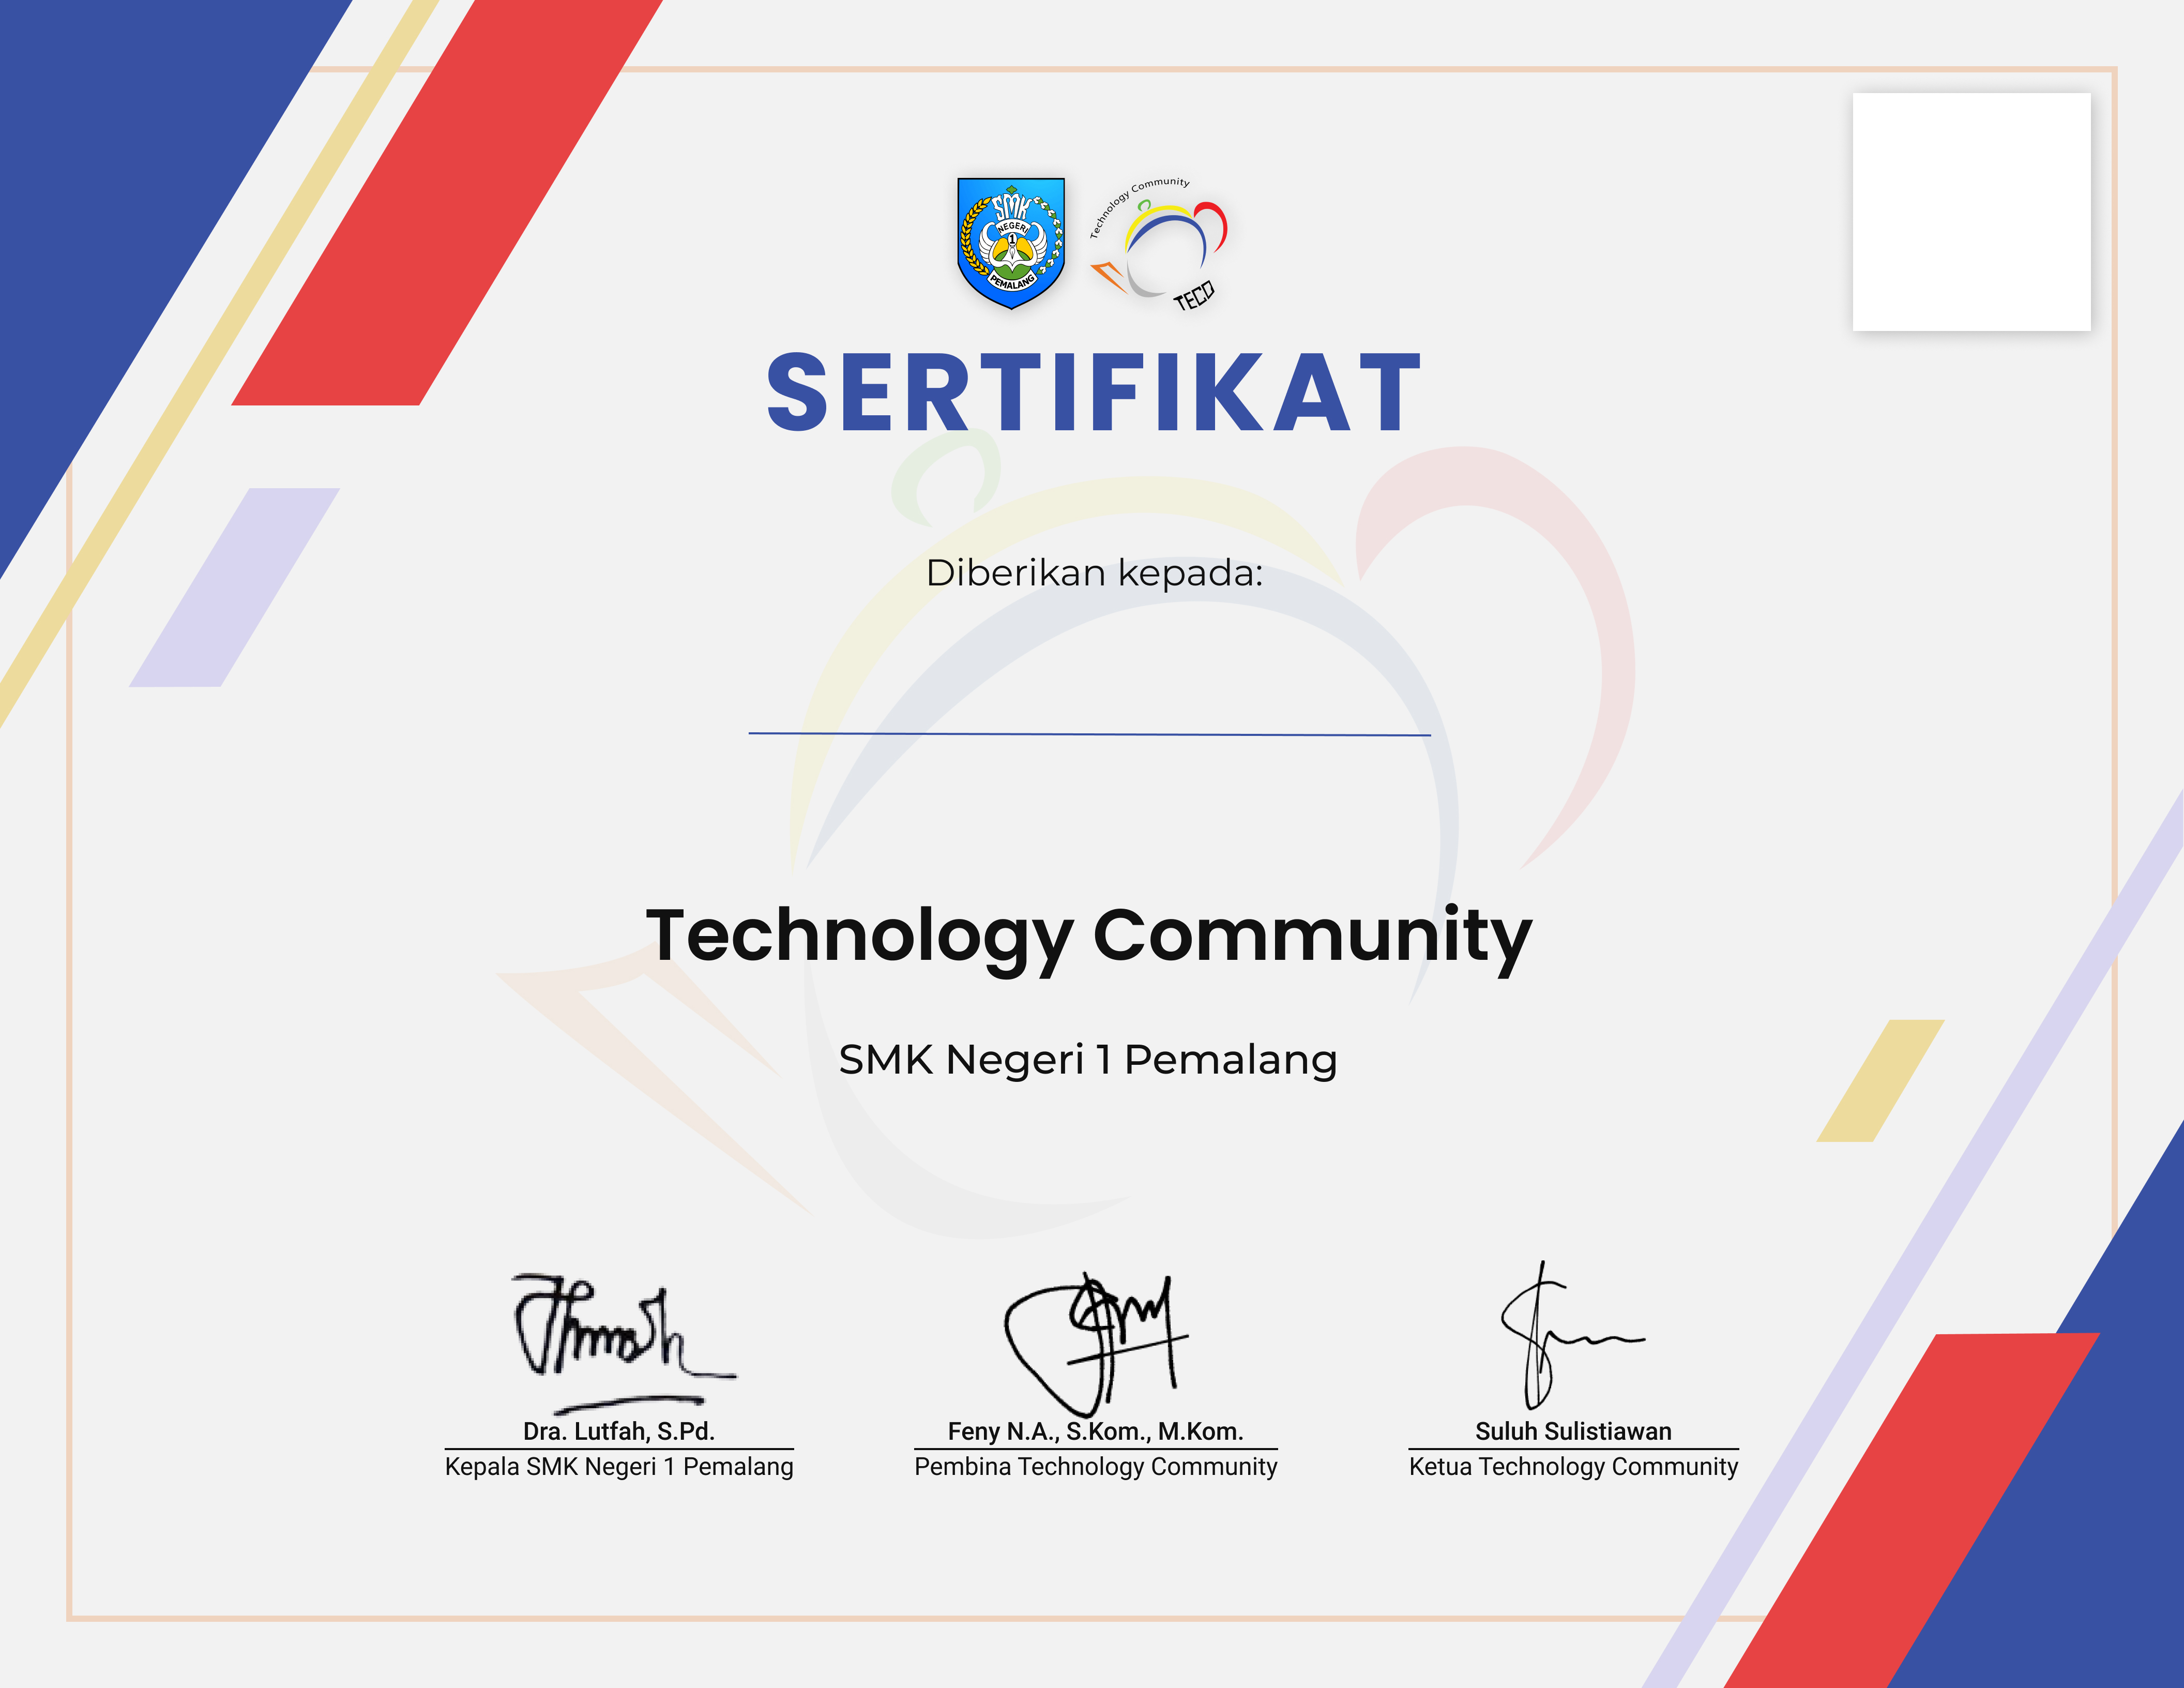 SMK
NEGERI
1
PEMALANG
Technology Community
TECO
SERTIFIKAT
Diberikan kepada:
Technology Community
SMK Negeri 1 Pemalang
Dra. Lutfah, S.Pd.
Kepala SMK Negeri 1 Pemalang
Feny N.A., S.Kom., M.Kom.
Pembina Technology Community
Suluh Sulistiawan
Ketua Technology Community